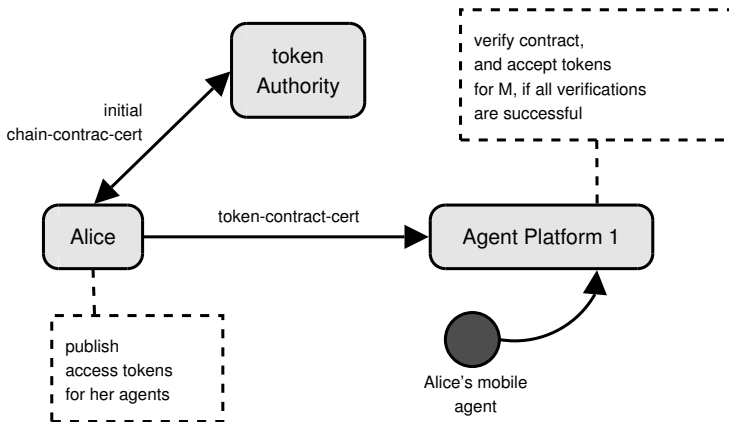 token
Authority
verify contract,
and accept tokens
for M, if all verifications
are successful
initial
chain-contrac-cert
Alice
token-contract-cert
Agent Platform 1
publish
access tokens
for her agents
Alice's mobile
agent